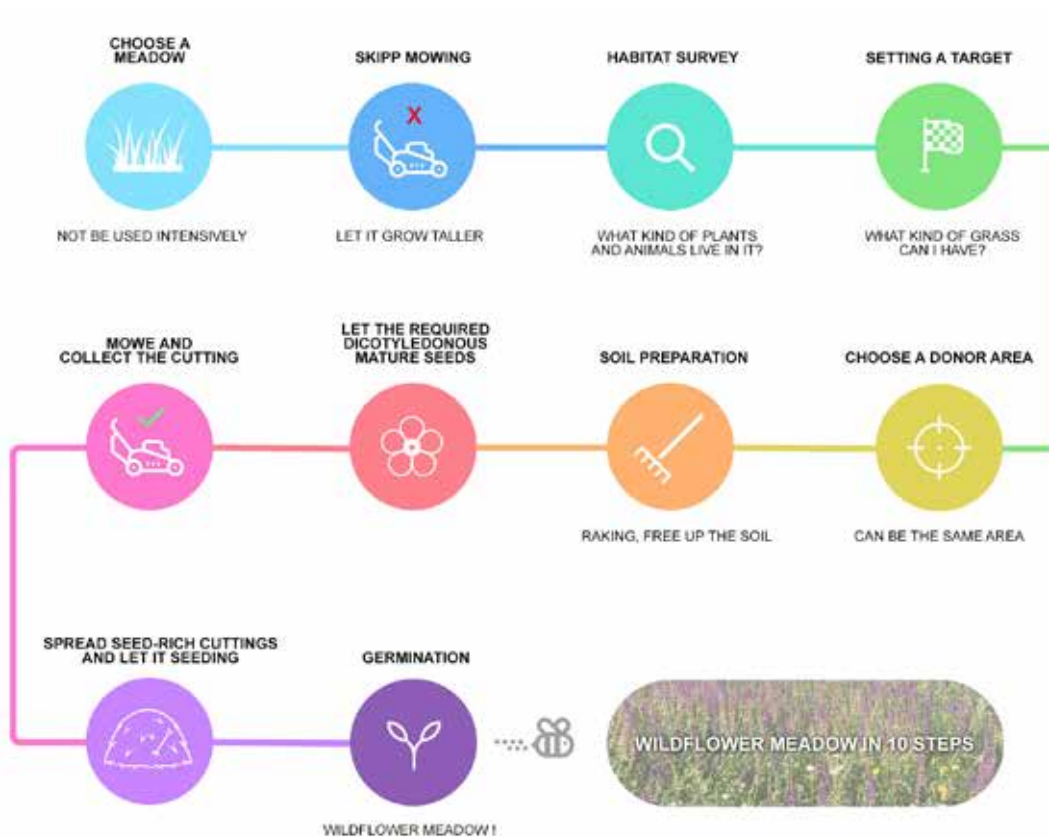 CHOOSE A
MEADOW
SKIPP MOWING
HABITAT SURVEY
SETTING A TARGET
X
NOT BE USED INTENSIVELY
LET IT GROW TALLER
WHAT KIND OF PLANTS
AND ANIMALS LIVE IN IT?
WHAT KIND OF GRASS
CAN I HAVE?
MOWE AND
COLLECT THE CUTTING
LET THE REQUIRED
DICOTYLEDONOUS
MATURE SEEDS
SOIL PREPARATION
CHOOSE A DONOR AREA
RAKING, FREE UP THE SOIL
CAN BE THE SAME AREA
SPREAD SEED-RICH CUTTINGS
AND LET IT SEEDING
GERMINATION
WILDFLOWER MEADOW IN 10 STEPS
WILDFLOWER MEADOW!